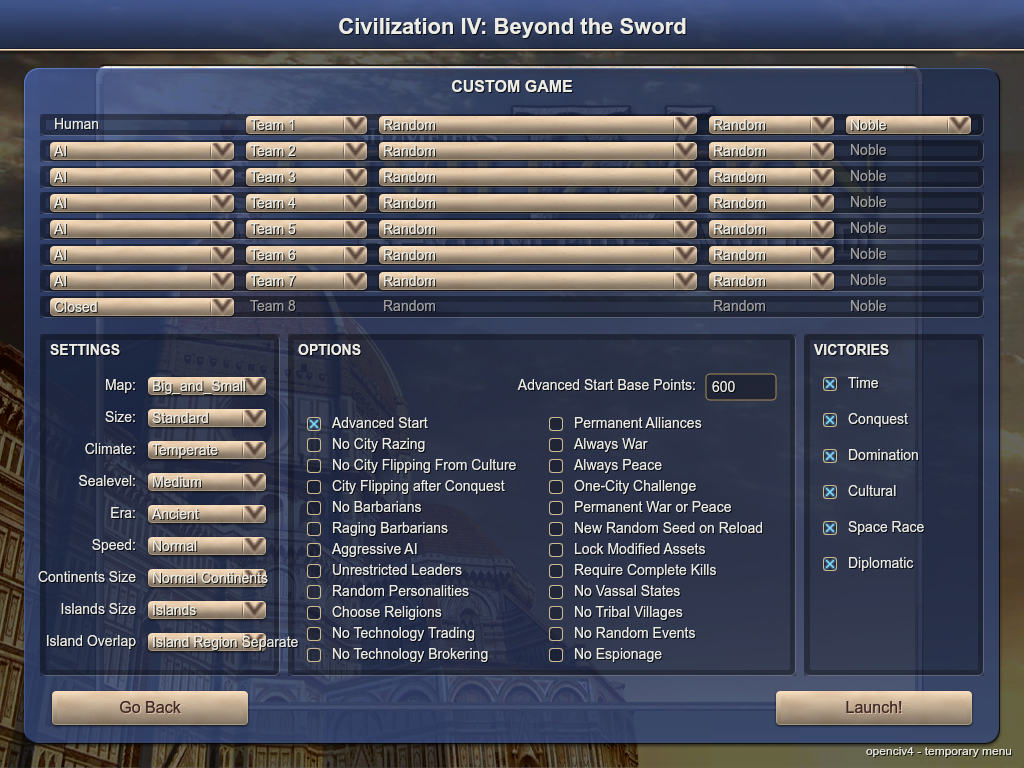 Civilization IV: Beyond the Sword
CUSTOM GAME
Human Team 1 Random Random Noble
AI Team 2 Random Random Noble
AI Team 3 Random Random Noble
AI Team 4 Random Random Noble
AI Team 5 Random Random Noble
AI Team 6 Random Random Noble
AI Team 7 Random Random Noble
Closed Team 8 Random Random Noble
SETTINGS
Map: Big_and_Small
Size: Standard
Climate: Temperate
Sealevel: Medium
Era: Ancient
Speed: Normal
Continents Size Normal Continents
Islands Size Islands
Island Overlap Island Region Separate
OPTIONS
Advanced Start Base Points: 600
Advanced Start
No City Razing
No City Flipping From Culture
City Flipping after Conquest
No Barbarians
Raging Barbarians
Aggressive AI
Unrestricted Leaders
Random Personalities
Choose Religions
No Technology Trading
No Technology Brokering
Permanent Alliances
Always War
Always Peace
One-City Challenge
Permanent War or Peace
New Random Seed on Reload
Lock Modified Assets
Require Complete Kills
No Vassal States
No Tribal Villages
No Random Events
No Espionage
VICTORIES
Time
Conquest
Domination
Cultural
Space Race
Diplomatic
Go Back
Launch!
openciv4 - temporary menu